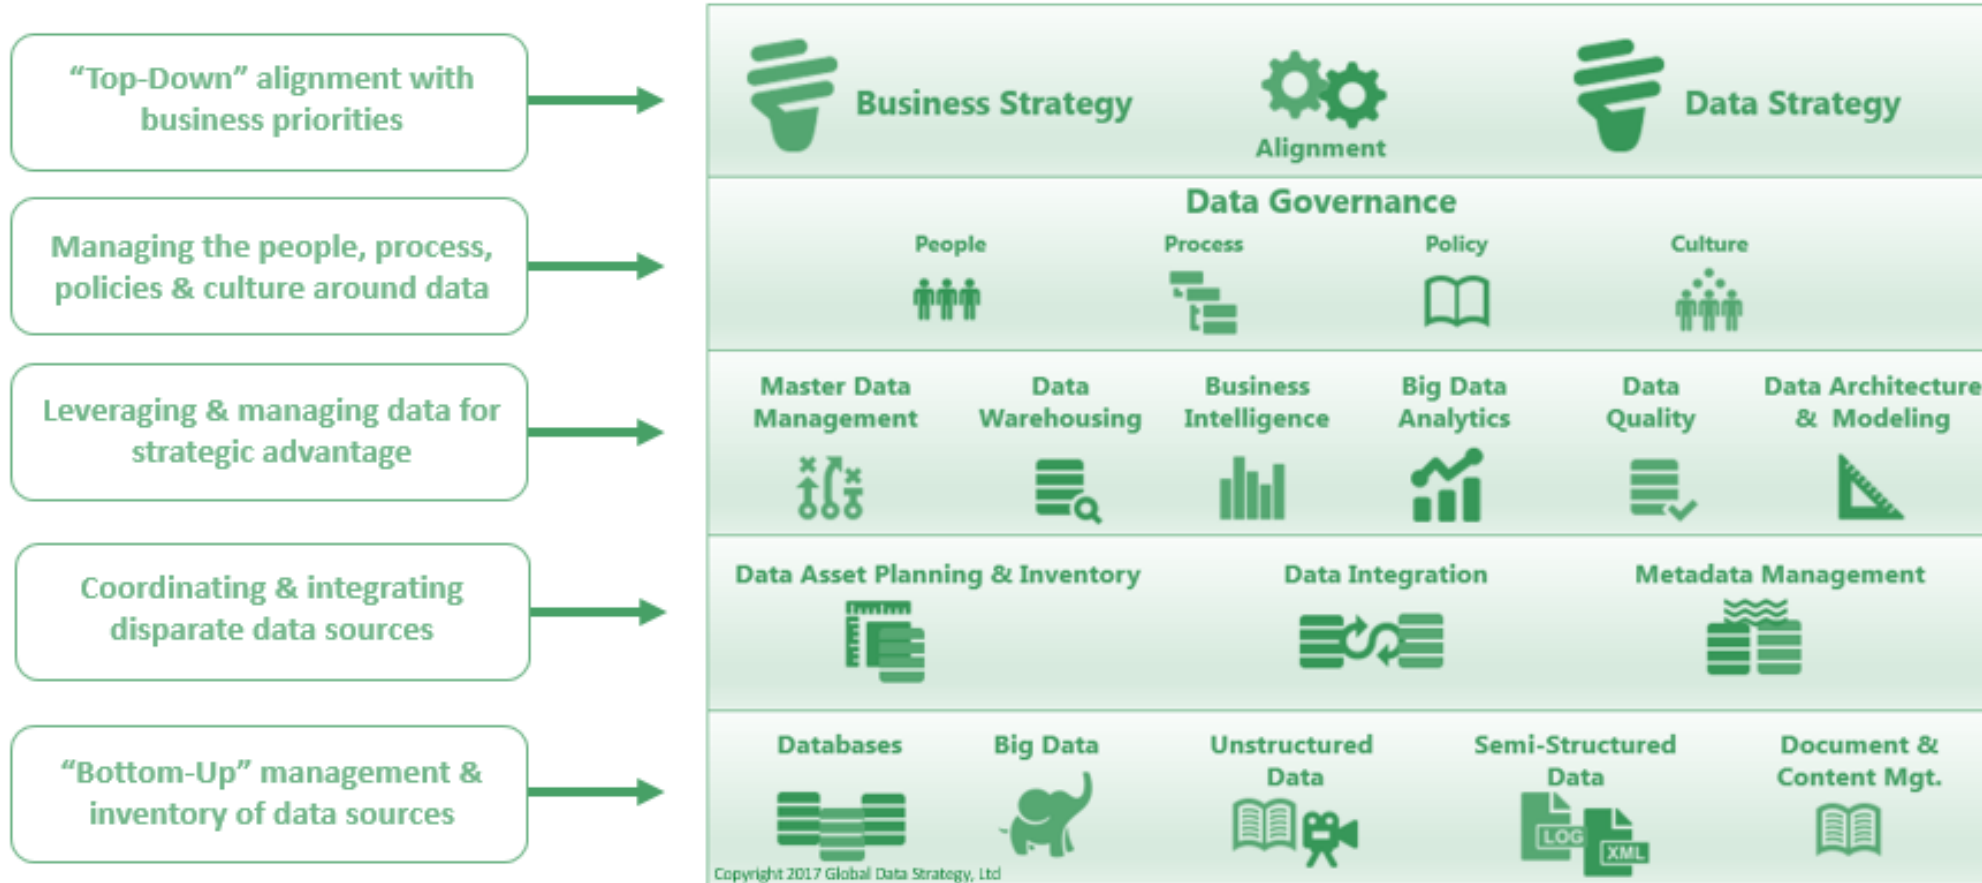 “Top-Down” alignment with
business priorities
Business Strategy
Alignment
Data Strategy
Managing the people, process,
policies & culture around data
Data Governance
People
Process
Policy
Culture
Leveraging & managing data for
strategic advantage
Master Data
Management
Data
Warehousing
Business
Intelligence
Big Data
Analytics
Data
Quality
Data Architecture
& Modeling
Coordinating & integrating
disparate data sources
Data Asset Planning & Inventory
Data Integration
Metadata Management
“Bottom-Up” management &
inventory of data sources
Databases
Big Data
Unstructured
Data
Semi-Structured
Data
LOG
XML
Document &
Content Mgt.
Copyright 2017 Global Data Strategy, Ltd